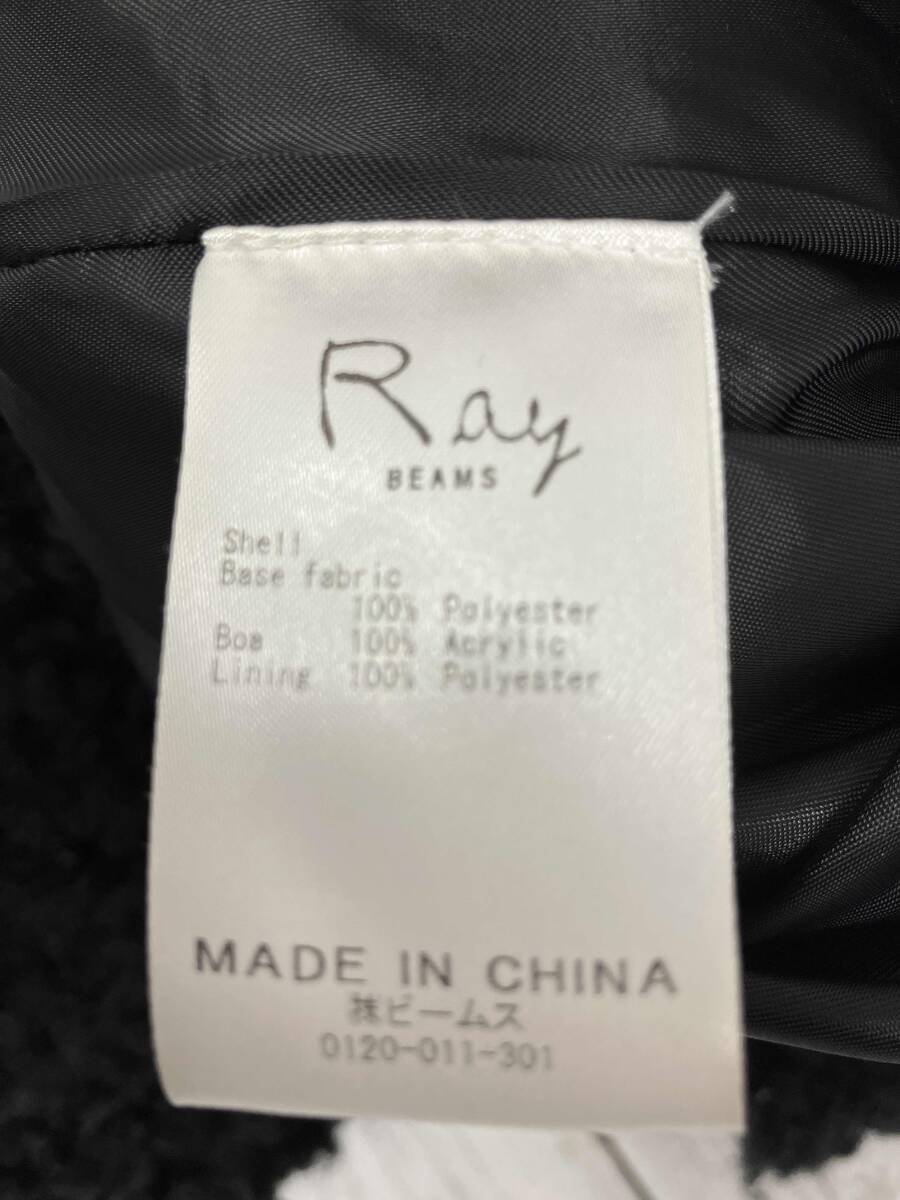 Ray
BEAMS
Shell
Base fabric
100% Polyester
Boa 100% Acrylic
Lining 100% Polyester
MADE IN CHINA
㈱ビームス
0120-011-301